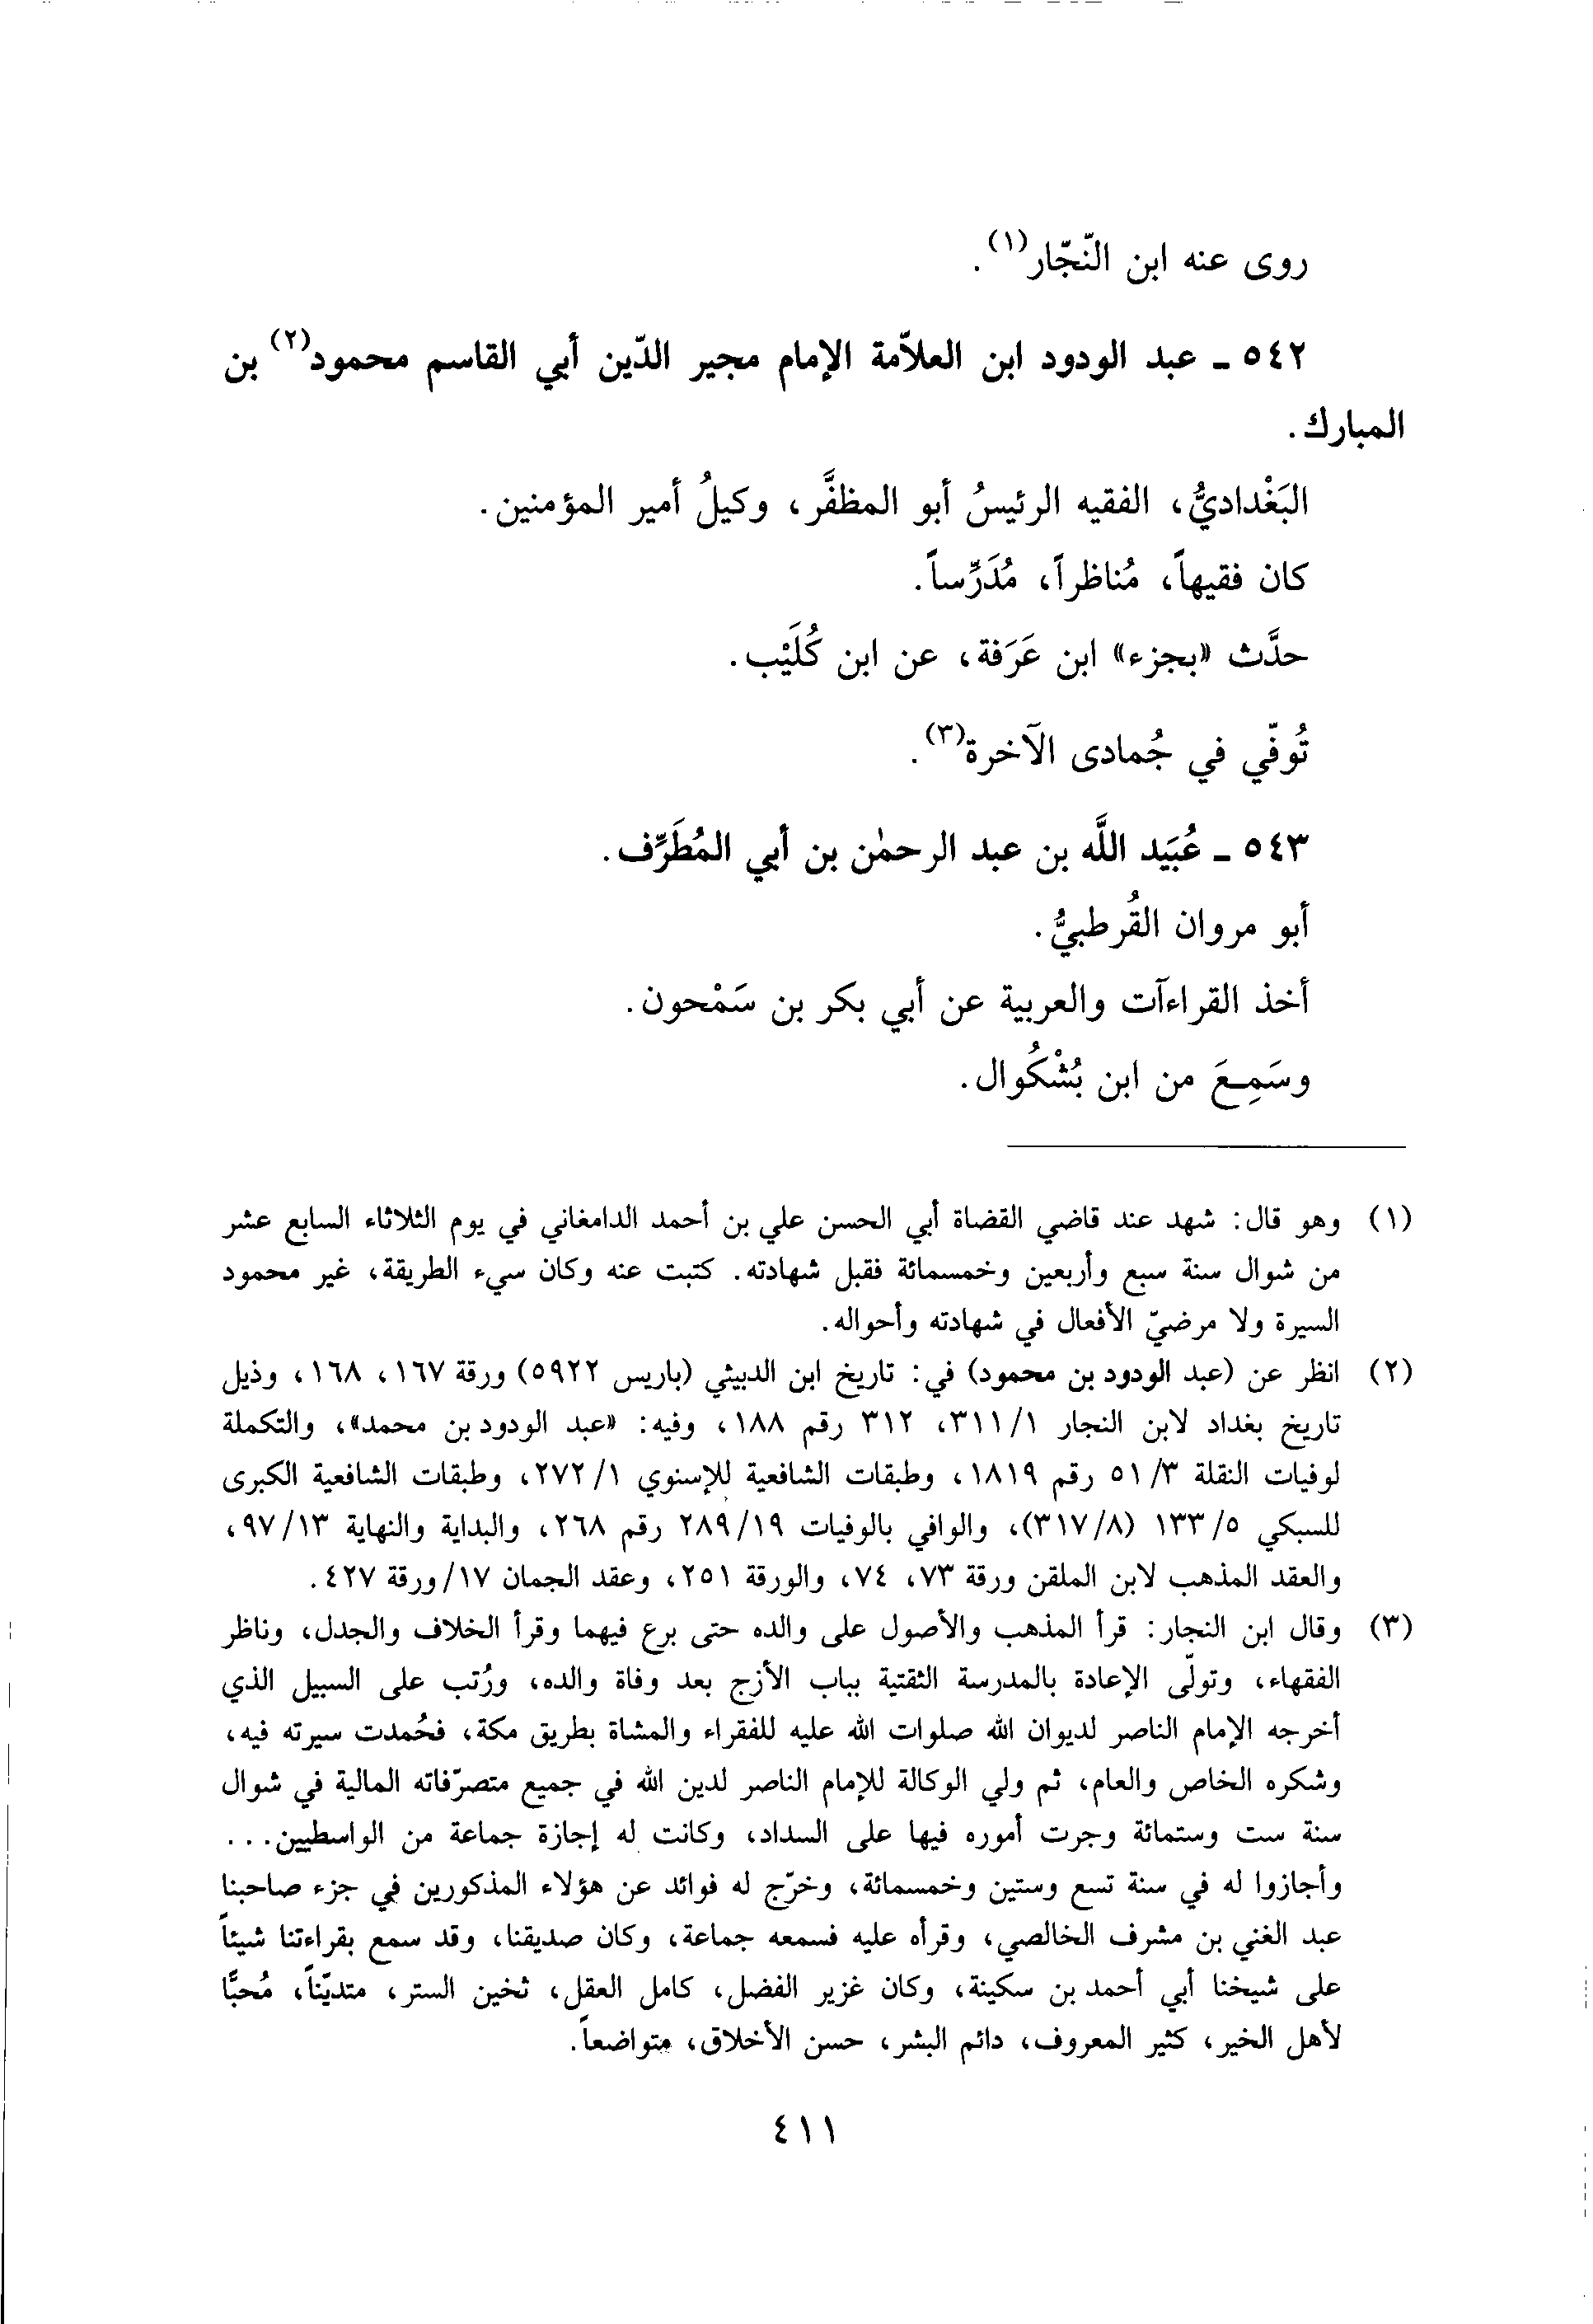 روى عنه ابن النّجّار(١).
٥٤٢ ـ عبد الودود ابن العلاّمة الإمام مجير الدّين أبي القاسم محمود(٢) بن
المبارك.
البَغْداديُّ، الفقيه الرئيسُ أبو المظفَّر، وكيلُ أمير المؤمنين.
كان فقيهاً، مُناظراً، مُدَرِّساً.
حدَّث «بجزء» ابن عَرَفة، عن ابن كُلَيْب.
تُوفّي في جُمادى الآخرة(٣).
٥٤٣ ـ عُبَيد اللَّه بن عبد الرحمٰن بن أبي المُطَرِّف.
أبو مروان القُرطبيُّ.
أخذ القراءآت والعربية عن أبي بكر بن سَمْحون.
وسَمِعَ من ابن بُشْكُوال.
(١) وهو قال: شهد عند قاضي القضاة أبي الحسن علي بن أحمد الدامغاني في يوم الثلاثاء السابع عشر
من شوال سنة سبع وأربعين وخمسمائة فقبل شهادته. كتبت عنه وكان سيء الطريقة، غير محمود
السيرة ولا مرضيّ الأفعال في شهادته وأحواله.
(٢) انظر عن (عبد الودود بن محمود) في: تاريخ ابن الدبيثي (باريس ٥٩٢٢) ورقة ١٦٧، ١٦٨، وذيل
تاريخ بغداد لابن النجار ١/ ٣١١، ٣١٢ رقم ١٨٨، وفيه: «عبد الودود بن محمد»، والتكملة
لوفيات النقلة ٣/ ٥١ رقم ١٨١٩، وطبقات الشافعية للإسنوي ١/ ٢٧٢، وطبقات الشافعية الكبرى
للسبكي ٥/ ١٣٣ (٨/ ٣١٧)، والوافي بالوفيات ١٩/ ٢٨٩ رقم ٢٦٨، والبداية والنهاية ١٣/ ٩٧،
والعقد المذهب لابن الملقن ورقة ٧٣، ٧٤، والورقة ٢٥١، وعقد الجمان ١٧/ ورقة ٤٢٧.
(٣) وقال ابن النجار: قرأ المذهب والأصول على والده حتى برع فيهما وقرأ الخلاف والجدل، وناظر
الفقهاء، وتولّى الإعادة بالمدرسة الثقتية بباب الأزج بعد وفاة والده، ورُتب على السبيل الذي
أخرجه الإمام الناصر لديوان الله صلوات الله عليه للفقراء والمشاة بطريق مكة، فحُمدت سيرته فيه،
وشكره الخاص والعام، ثم ولي الوكالة للإمام الناصر لدين الله في جميع متصرّفاته المالية في شوال
سنة ست وستمائة وجرت أموره فيها على السداد، وكانت له إجازة جماعة من الواسطيين...
وأجازوا له في سنة تسع وستين وخمسمائة، وخرّج له فوائد عن هؤلاء المذكورين في جزء صاحبنا
عبد الغني بن مشرف الخالصي، وقرأه عليه فسمعه جماعة، وكان صديقنا، وقد سمع بقراءتنا شيئاً
على شيخنا أبي أحمد بن سكينة، وكان غزير الفضل، كامل العقل، ثخين الستر، متديّناً، مُحبًّا
لأهل الخير، كثير المعروف، دائم البشر، حسن الأخلاق، متواضعاً.
٤١١